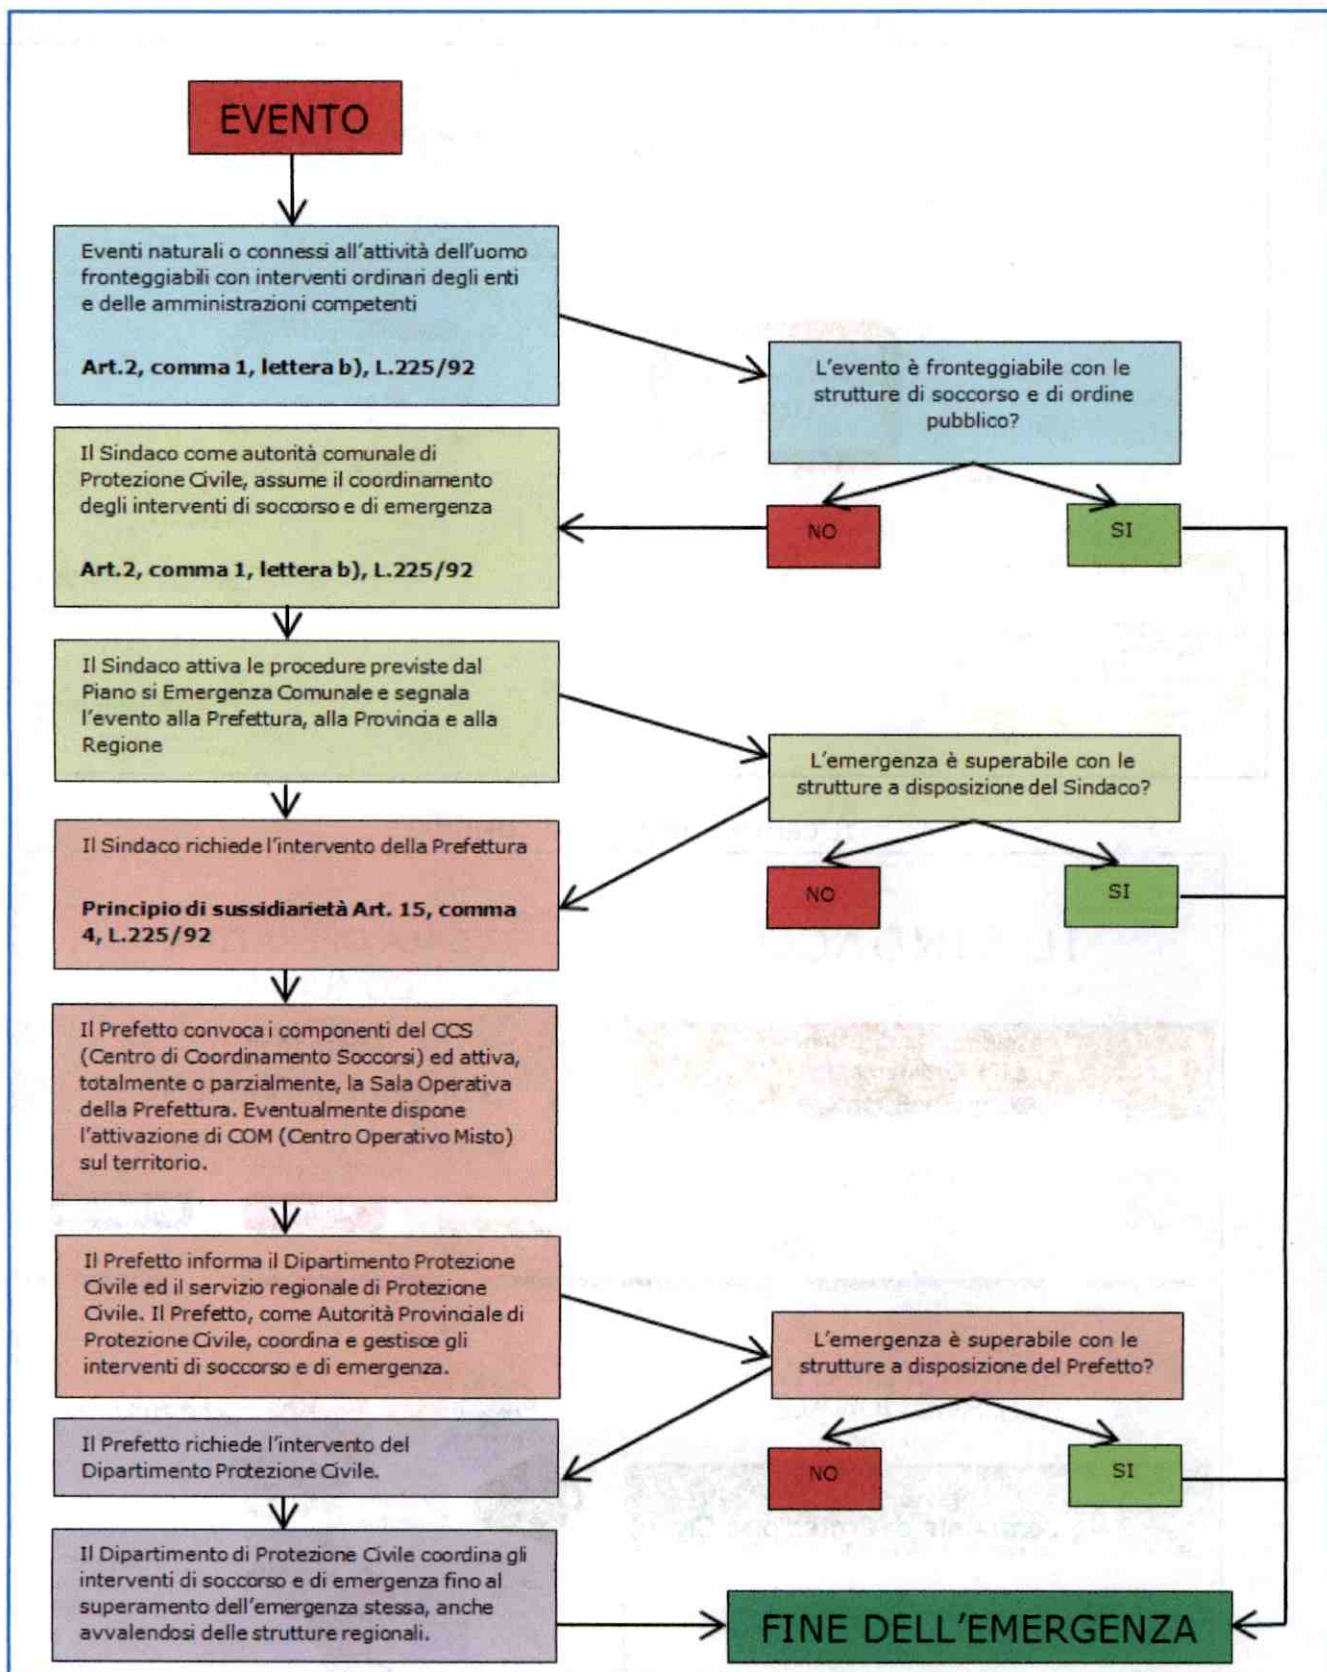 EVENTO
Eventi naturali o connessi all'attività dell'uomo
fronteggiabili con interventi ordinari degli enti
e delle amministrazioni competenti
Art.2, comma 1, lettera b), L.225/92
L'evento è fronteggiabile con le
strutture di soccorso e di ordine
pubblico?
NO
SI
Il Sindaco come autorità comunale di
Protezione Civile, assume il coordinamento
degli interventi di soccorso e di emergenza
Art.2, comma 1, lettera b), L.225/92
Il Sindaco attiva le procedure previste dal
Piano si Emergenza Comunale e segnala
l'evento alla Prefettura, alla Provincia e alla
Regione
L'emergenza è superabile con le
strutture a disposizione del Sindaco?
NO
SI
Il Sindaco richiede l'intervento della Prefettura
Principio di sussidiarietà Art. 15, comma
4, L.225/92
Il Prefetto convoca i componenti del CCS
(Centro di Coordinamento Soccorsi) ed attiva,
totalmente o parzialmente, la Sala Operativa
della Prefettura. Eventualmente dispone
l'attivazione di COM (Centro Operativo Misto)
sul territorio.
Il Prefetto informa il Dipartimento Protezione
Civile ed il servizio regionale di Protezione
Civile. Il Prefetto, come Autorità Provinciale di
Protezione Civile, coordina e gestisce gli
interventi di soccorso e di emergenza.
L'emergenza è superabile con le
strutture a disposizione del Prefetto?
NO
SI
Il Prefetto richiede l'intervento del
Dipartimento Protezione Civile.
Il Dipartimento di Protezione Civile coordina gli
interventi di soccorso e di emergenza fino al
superamento dell'emergenza stessa, anche
avvalendosi delle strutture regionali.
FINE DELL'EMERGENZA